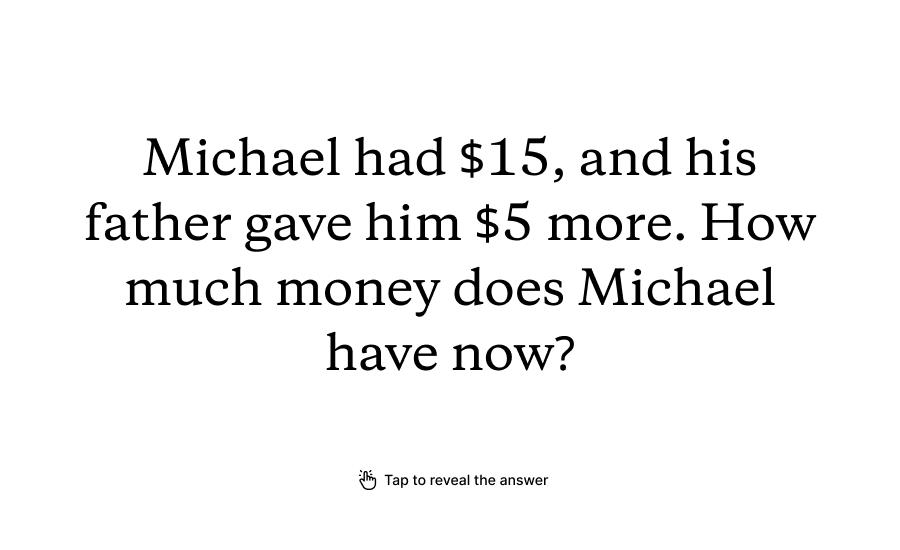 Michael had $15, and his
father gave him $5 more. How
much money does Michael
have now?
Tap to reveal the answer